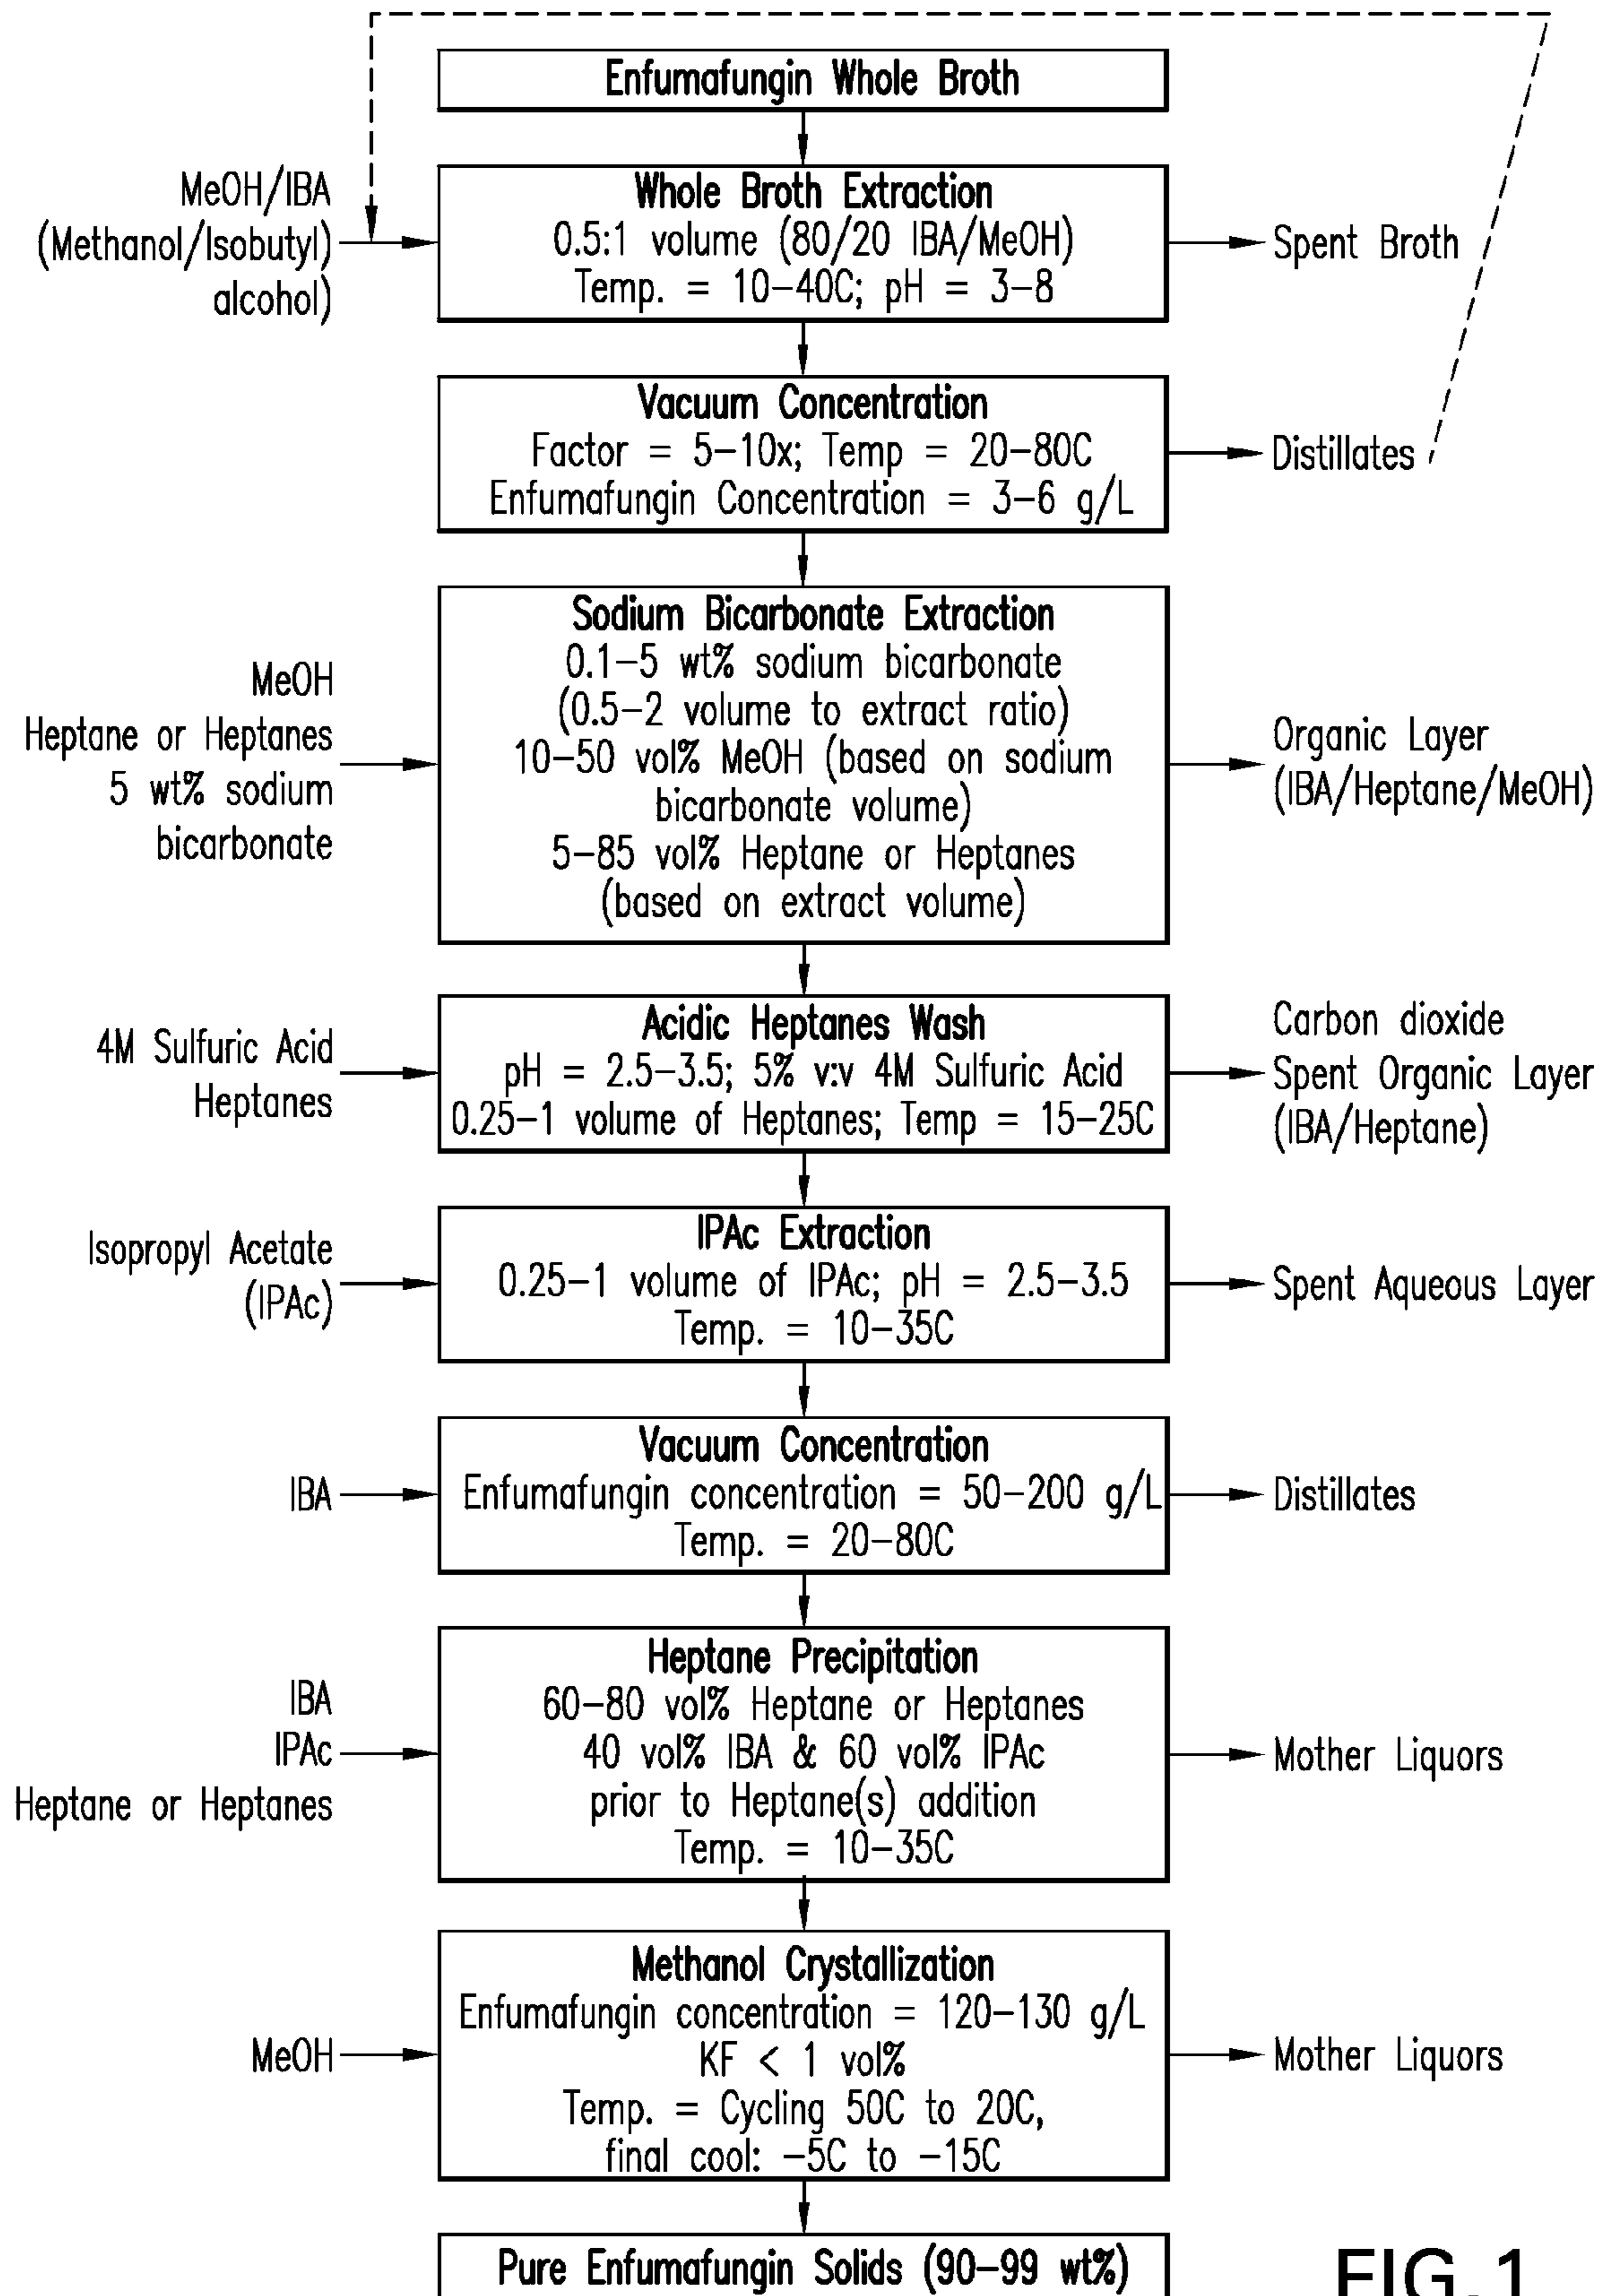 Enfumafungin Whole Broth
MeOH/IBA
(Methanol/Isobutyl)
alcohol)
Whole Broth Extraction
0.5:1 volume (80/20 IBA/MeOH)
Temp. = 10-40C; pH = 3-8
Spent Broth
Vacuum Concentration
Factor = 5-10x; Temp = 20-80C
Enfumafungin Concentration = 3-6 g/L
Distillates
MeOH
Heptane or Heptanes
5 wt% sodium
bicarbonate
Sodium Bicarbonate Extraction
0.1-5 wt% sodium bicarbonate
(0.5-2 volume to extract ratio)
10-50 vol% MeOH (based on sodium
bicarbonate volume)
5-85 vol% Heptane or Heptanes
(based on extract volume)
Organic Layer
(IBA/Heptane/MeOH)
4M Sulfuric Acid
Heptanes
Acidic Heptanes Wash
pH = 2.5-3.5; 5% v:v 4M Sulfuric Acid
0.25-1 volume of Heptanes; Temp = 15-25C
Carbon dioxide
Spent Organic Layer
(IBA/Heptane)
Isopropyl Acetate
(IPAc)
IPAc Extraction
0.25-1 volume of IPAc; pH = 2.5-3.5
Temp. = 10-35C
Spent Aqueous Layer
IBA
Vacuum Concentration
Enfumafungin concentration = 50-200 g/L
Temp. = 20-80C
Distillates
IBA
IPAc
Heptane or Heptanes
Heptane Precipitation
60-80 vol% Heptane or Heptanes
40 vol% IBA & 60 vol% IPAc
prior to Heptane(s) addition
Temp. = 10-35C
Mother Liquors
MeOH
Methanol Crystallization
Enfumafungin concentration = 120-130 g/L
KF < 1 vol%
Temp. = Cycling 50C to 20C,
final cool: -5C to -15C
Mother Liquors
Pure Enfumafungin Solids (90-99 wt%)
FIG.1